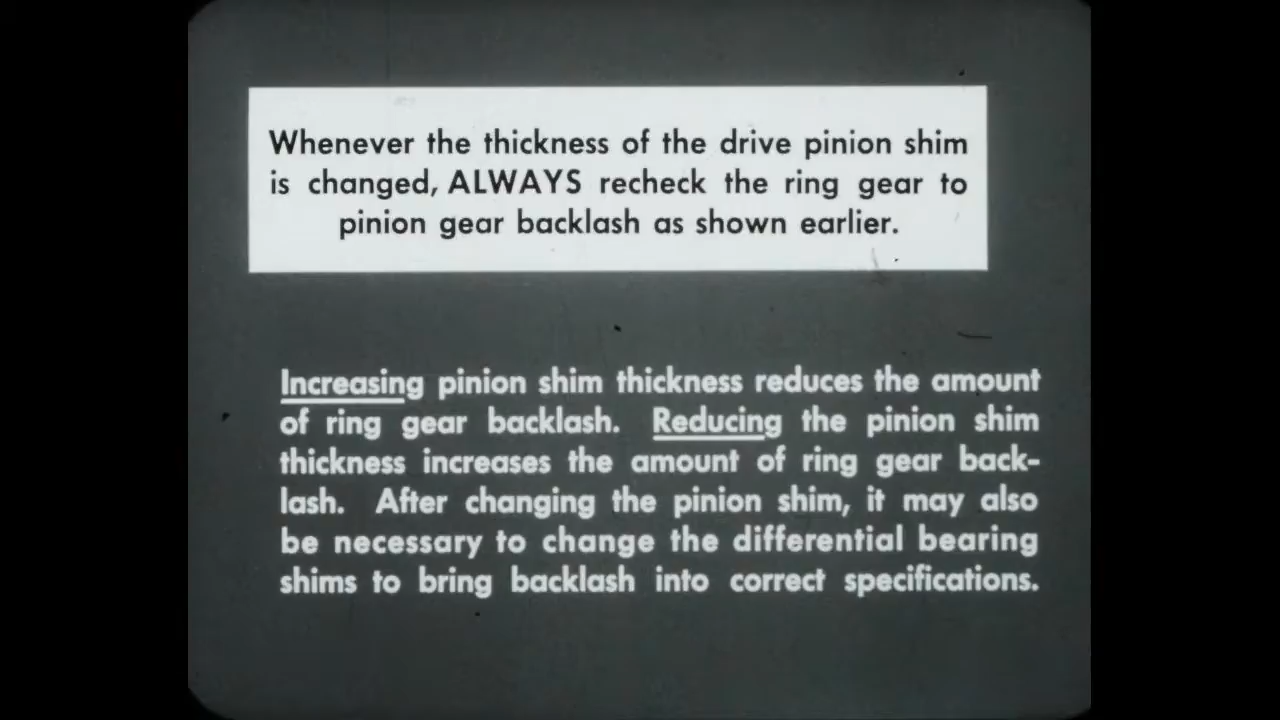 Whenever the thickness of the drive pinion shim
is changed, ALWAYS recheck the ring gear to
pinion gear backlash as shown earlier.
Increasing pinion shim thickness reduces the amount
of ring gear backlash. Reducing the pinion shim
thickness increases the amount of ring gear back-
lash. After changing the pinion shim, it may also
be necessary to change the differential bearing
shims to bring backlash into correct specifications.